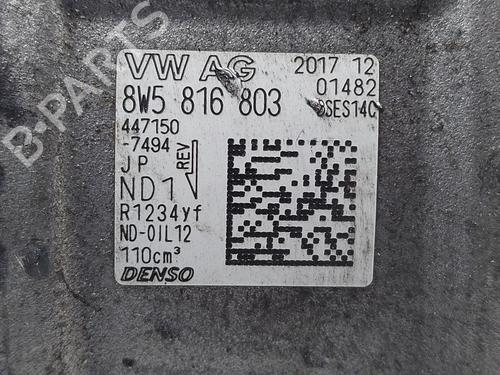 B-PARTS
VW AG 2017 12
8W5 816 803 01482
6SES14C
447150
-7494
JP REV
ND1
R1234yf
ND-OIL12
110cm³
DENSO